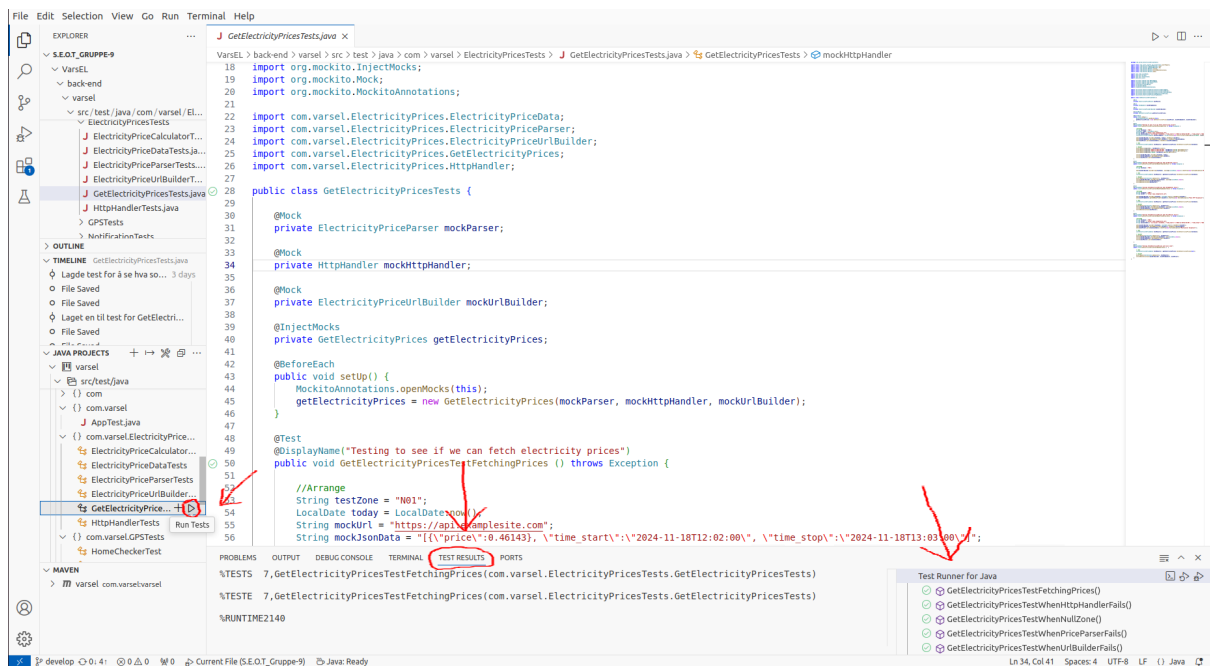 File Edit Selection View Go Run Terminal Help
EXPLORER
S.E.O.T_GRUPPE-9
VarsEL
back-end
varsel
src/test/java/com/varsel/El...
ElectricityPricesTests
ElectricityPriceCalculatorT...
ElectricityPriceDataTests.ja...
ElectricityPriceParserTests....
ElectricityPriceUrlBuilderT...
GetElectricityPricesTests.java
HttpHandlerTests.java
GPSTests
NotificationTests
OUTLINE
TIMELINE GetElectricityPricesTests.java
Lagde test for å se hva so... 3 days
File Saved
File Saved
Laget en til test for GetElectri...
File Saved
File Saved
JAVA PROJECTS
varsel
src/test/java
{} com
{} com.varsel
AppTest.java
{} com.varsel.ElectricityPrice...
ElectricityPriceCalculator...
ElectricityPriceDataTests
ElectricityPriceParserTests
ElectricityPriceUrlBuilder...
GetElectricityPrice...
HttpHandlerTests
Run Tests
{} com.varsel.GPSTests
HomeCheckerTest
MAVEN
varsel com.varsel:varsel
J GetElectricityPricesTests.java
VarsEL > back-end > varsel > src > test > java > com > varsel > ElectricityPricesTests > J GetElectricityPricesTests.java > GetElectricityPricesTests > mockHttpHandler
18 import org.mockito.InjectMocks;
19 import org.mockito.Mock;
20 import org.mockito.MockitoAnnotations;
21
22 import com.varsel.ElectricityPrices.ElectricityPriceData;
23 import com.varsel.ElectricityPrices.ElectricityPriceParser;
24 import com.varsel.ElectricityPrices.ElectricityPriceUrlBuilder;
25 import com.varsel.ElectricityPrices.GetElectricityPrices;
26 import com.varsel.ElectricityPrices.HttpHandler;
27
28 public class GetElectricityPricesTests {
29
30 @Mock
31 private ElectricityPriceParser mockParser;
32
33 @Mock
34 private HttpHandler mockHttpHandler;
35
36 @Mock
37 private ElectricityPriceUrlBuilder mockUrlBuilder;
38
39 @InjectMocks
40 private GetElectricityPrices getElectricityPrices;
41
42 @BeforeEach
43 public void setUp() {
44 MockitoAnnotations.openMocks(this);
45 getElectricityPrices = new GetElectricityPrices(mockParser, mockHttpHandler, mockUrlBuilder);
46 }
47
48 @Test
49 @DisplayName("Testing to see if we can fetch electricity prices")
50 public void GetElectricityPricesTestFetchingPrices () throws Exception {
51
52 //Arrange
53 String testZone = "N01";
54 LocalDate today = LocalDate.now();
55 String mockUrl = "https://api.examplesite.com";
56 String mockJsonData = "[{\"price\":0.46143}, \"time_start\":\"2024-11-18T12:02:00\", \"time_stop\":\"2024-11-18T13:03:00\"]";
PROBLEMS OUTPUT DEBUG CONSOLE TERMINAL TEST RESULTS PORTS
%TESTS 7,GetElectricityPricesTestFetchingPrices(com.varsel.ElectricityPricesTests.GetElectricityPricesTests)
%TESTE 7,GetElectricityPricesTestFetchingPrices(com.varsel.ElectricityPricesTests.GetElectricityPricesTests)
%RUNTIME2140
Test Runner for Java
GetElectricityPricesTestFetchingPrices()
GetElectricityPricesTestWhenHttpHandlerFails()
GetElectricityPricesTestWhenNullZone()
GetElectricityPricesTestWhenPriceParserFails()
GetElectricityPricesTestWhenUrlBuilderFails()
develop 0↓ 4↑ 0 0 0 Current File (S.E.O.T_Gruppe-9) Java: Ready Ln 34, Col 41 Spaces: 4 UTF-8 LF {} Java